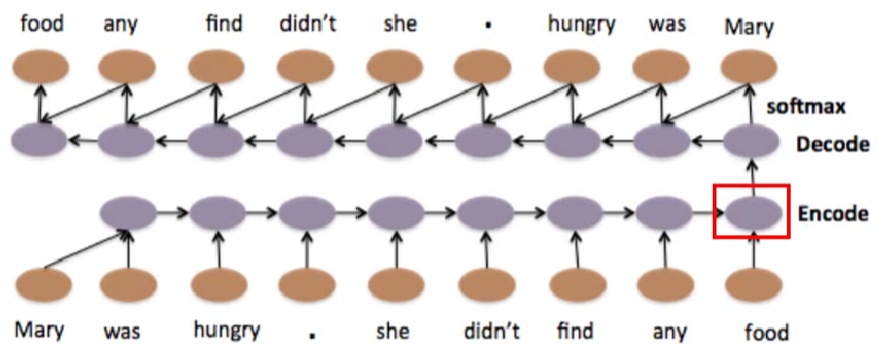 food any find didn't she . hungry was Mary
softmax
Decode
Encode
Mary was hungry . she didn't find any food